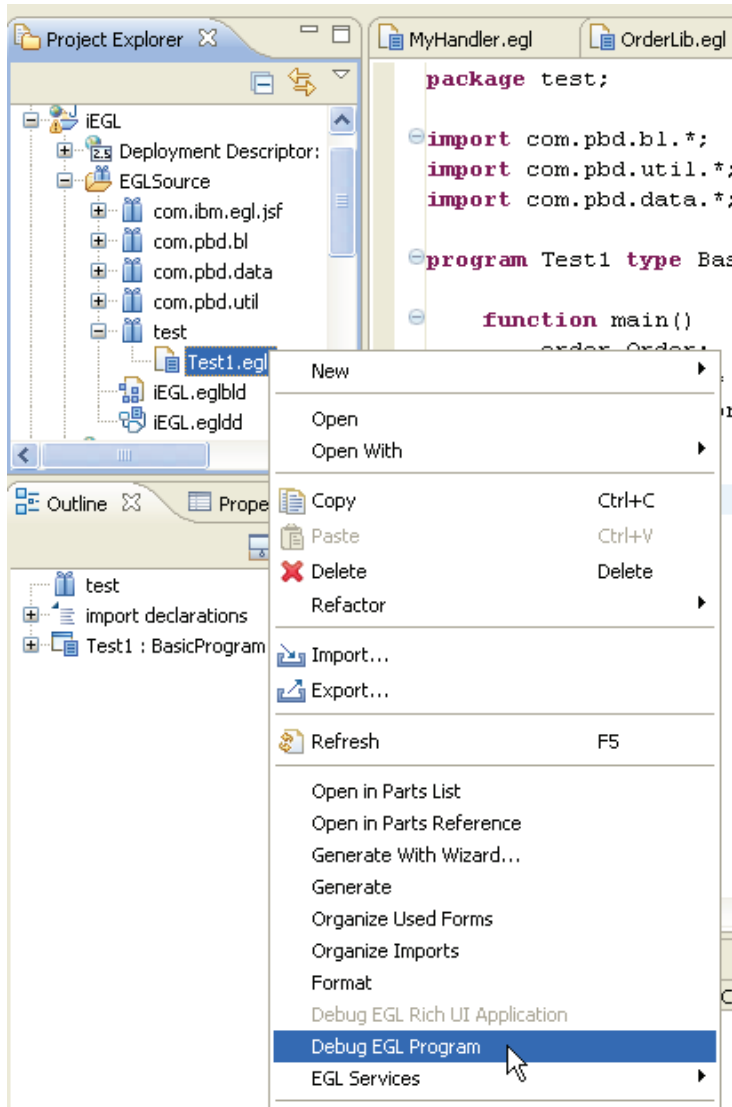 Project Explorer
MyHandler.egl
OrderLib.egl
iEGL
Deployment Descriptor:
EGLSource
com.ibm.egl.jsf
com.pbd.bl
com.pbd.data
com.pbd.util
test
Test1.egl
iEGL.eglbld
iEGL.egldd
package test;
import com.pbd.bl.*;
import com.pbd.util.*;
import com.pbd.data.*;
program Test1 type Bas
function main()
order Order;
Outline
Prope
test
import declarations
Test1 : BasicProgram
New
Open
Open With
Copy Ctrl+C
Paste Ctrl+V
Delete Delete
Refactor
Import...
Export...
Refresh F5
Open in Parts List
Open in Parts Reference
Generate With Wizard...
Generate
Organize Used Forms
Organize Imports
Format
Debug EGL Rich UI Application
Debug EGL Program
EGL Services